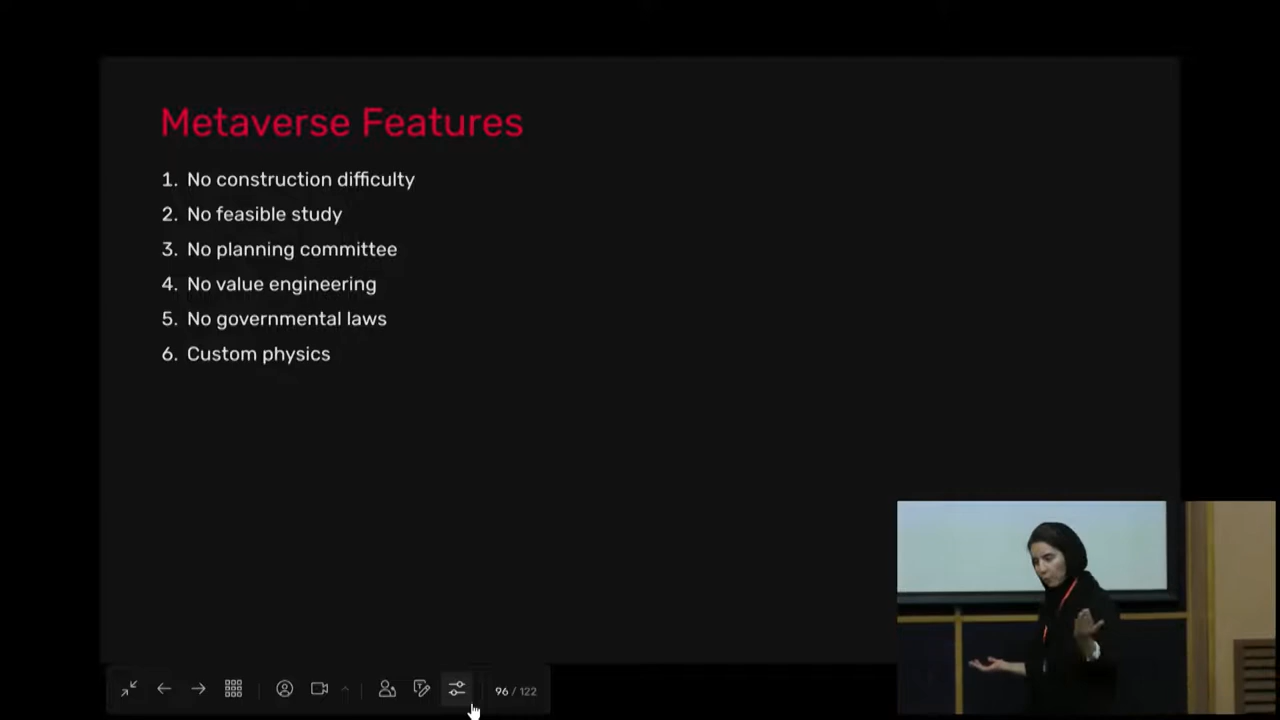 Metaverse Features
1. No construction difficulty
2. No feasible study
3. No planning committee
4. No value engineering
5. No governmental laws
6. Custom physics
96 / 122